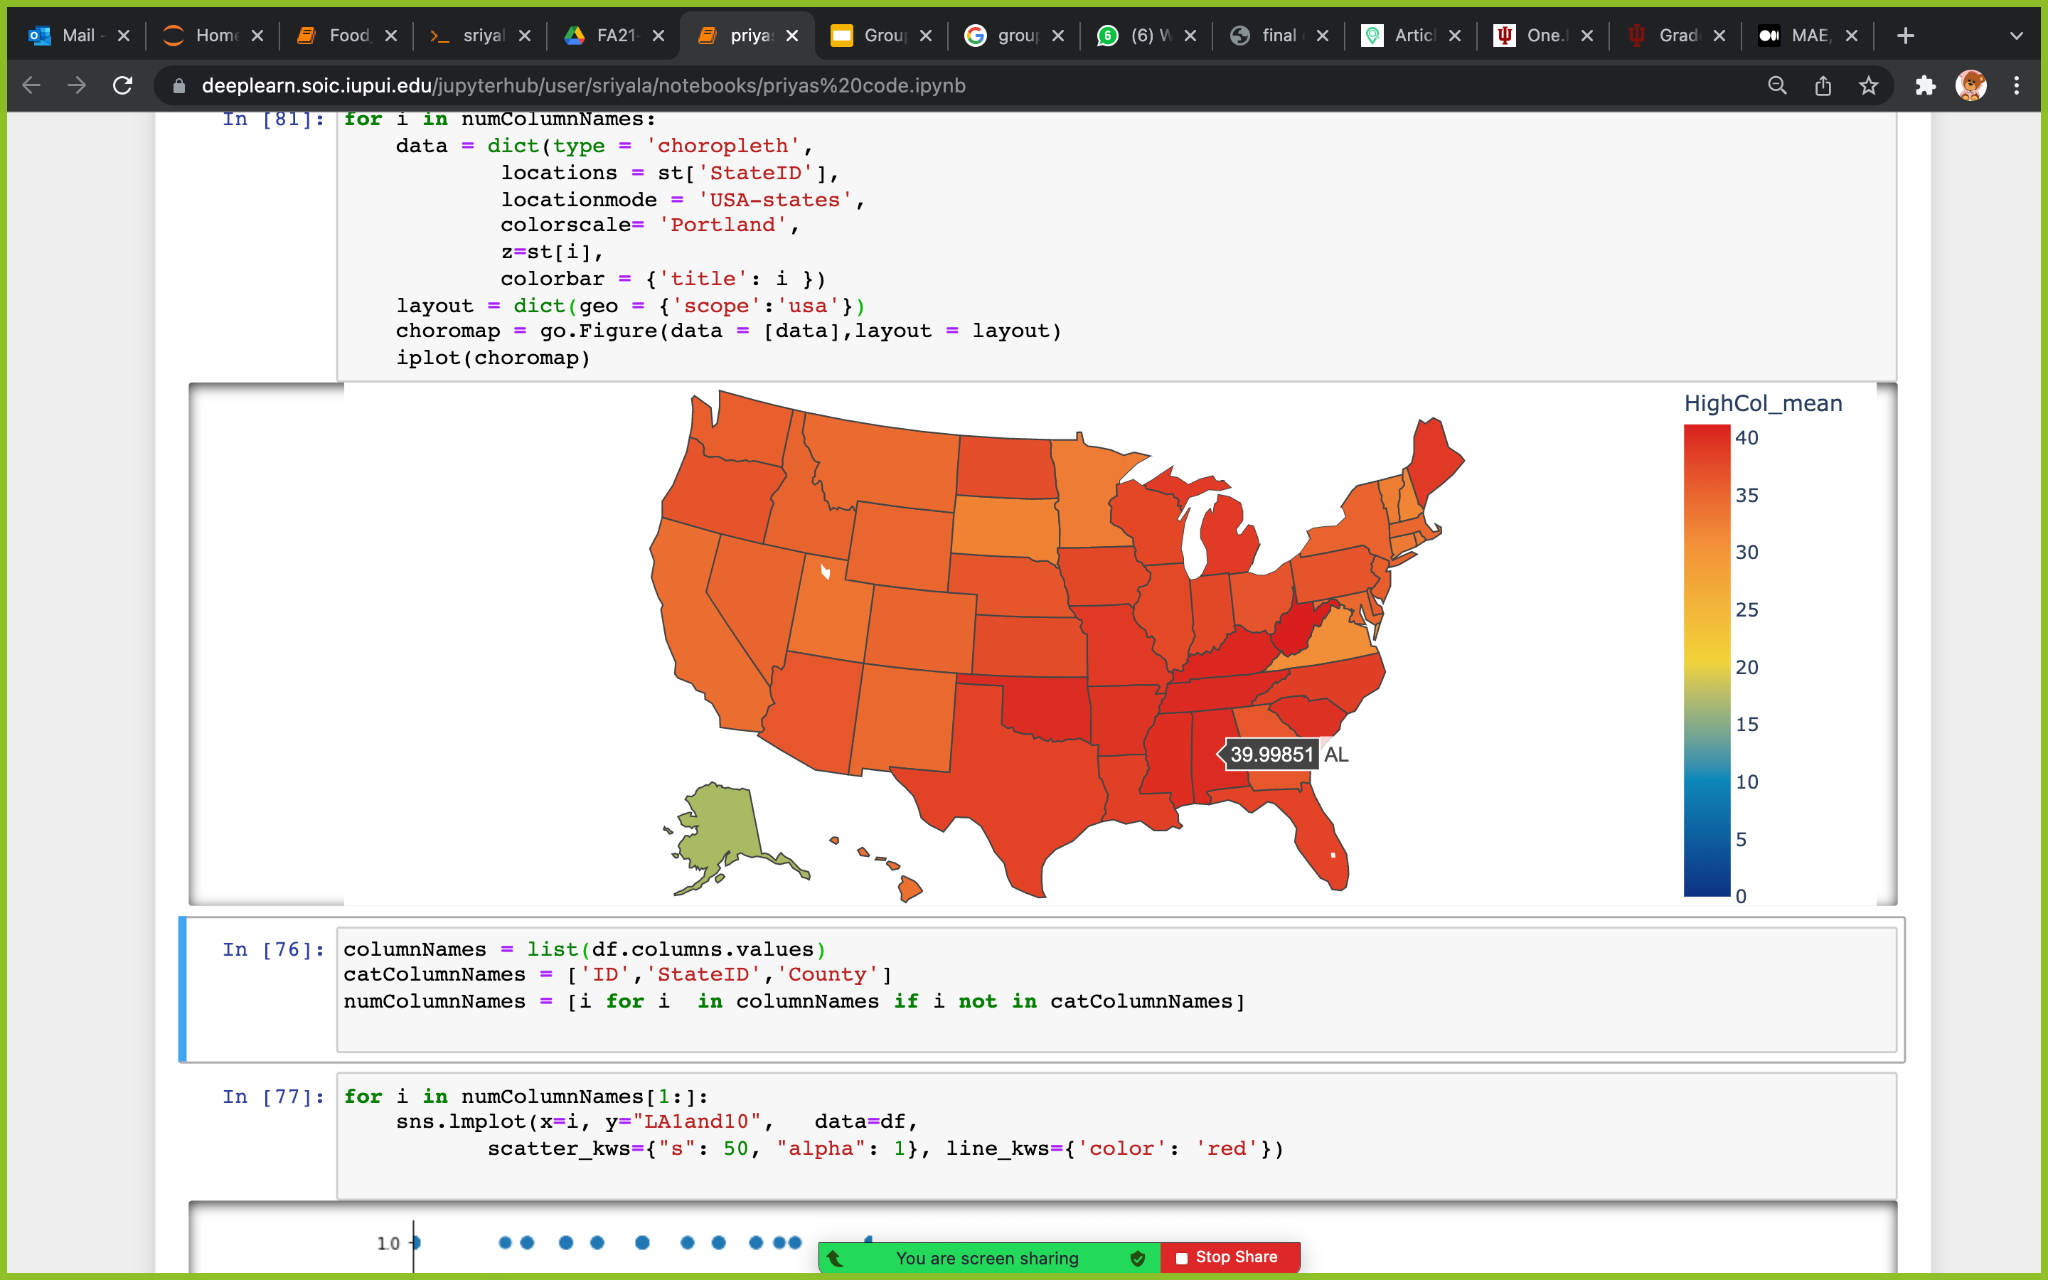 Mail - Home Food_ sriyal FA21- priyas Group group (6) W final Articl One.I Grad MAE,
deeplearn.soic.iupui.edu/jupyterhub/user/sriyala/notebooks/priyas%20code.ipynb
In [81]: for i in numColumnNames:
data = dict(type = 'choropleth',
locations = st['StateID'],
locationmode = 'USA-states',
colorscale= 'Portland',
z=st[i],
colorbar = {'title': i })
layout = dict(geo = {'scope':'usa'})
choromap = go.Figure(data = [data],layout = layout)
iplot(choromap)
HighCol_mean
40
35
30
25
20
15
10
5
0
39.99851 AL
In [76]: columnNames = list(df.columns.values)
catColumnNames = ['ID','StateID','County']
numColumnNames = [i for i  in columnNames if i not in catColumnNames]
In [77]: for i in numColumnNames[1:]:
sns.lmplot(x=i, y="LA1and10",   data=df,
scatter_kws={"s": 50, "alpha": 1}, line_kws={'color': 'red'})
1.0
You are screen sharing Stop Share